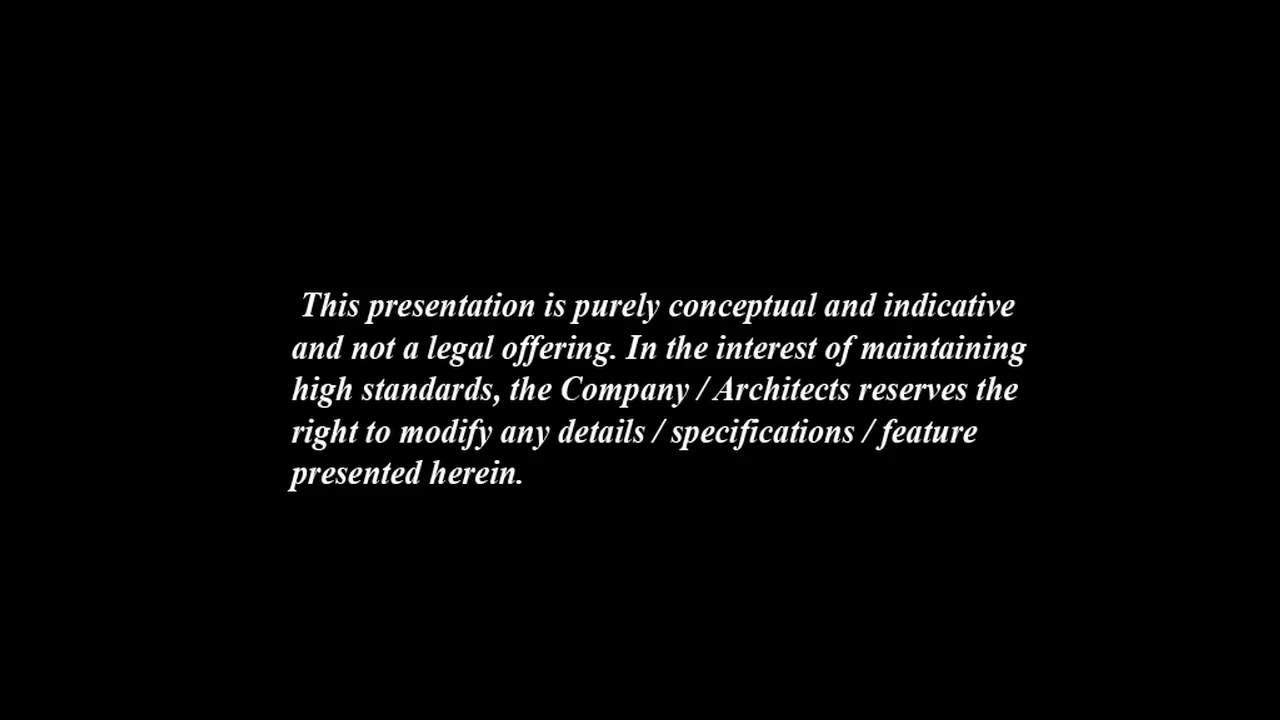 This presentation is purely conceptual and indicative
and not a legal offering. In the interest of maintaining
high standards, the Company / Architects reserves the
right to modify any details / specifications / feature
presented herein.